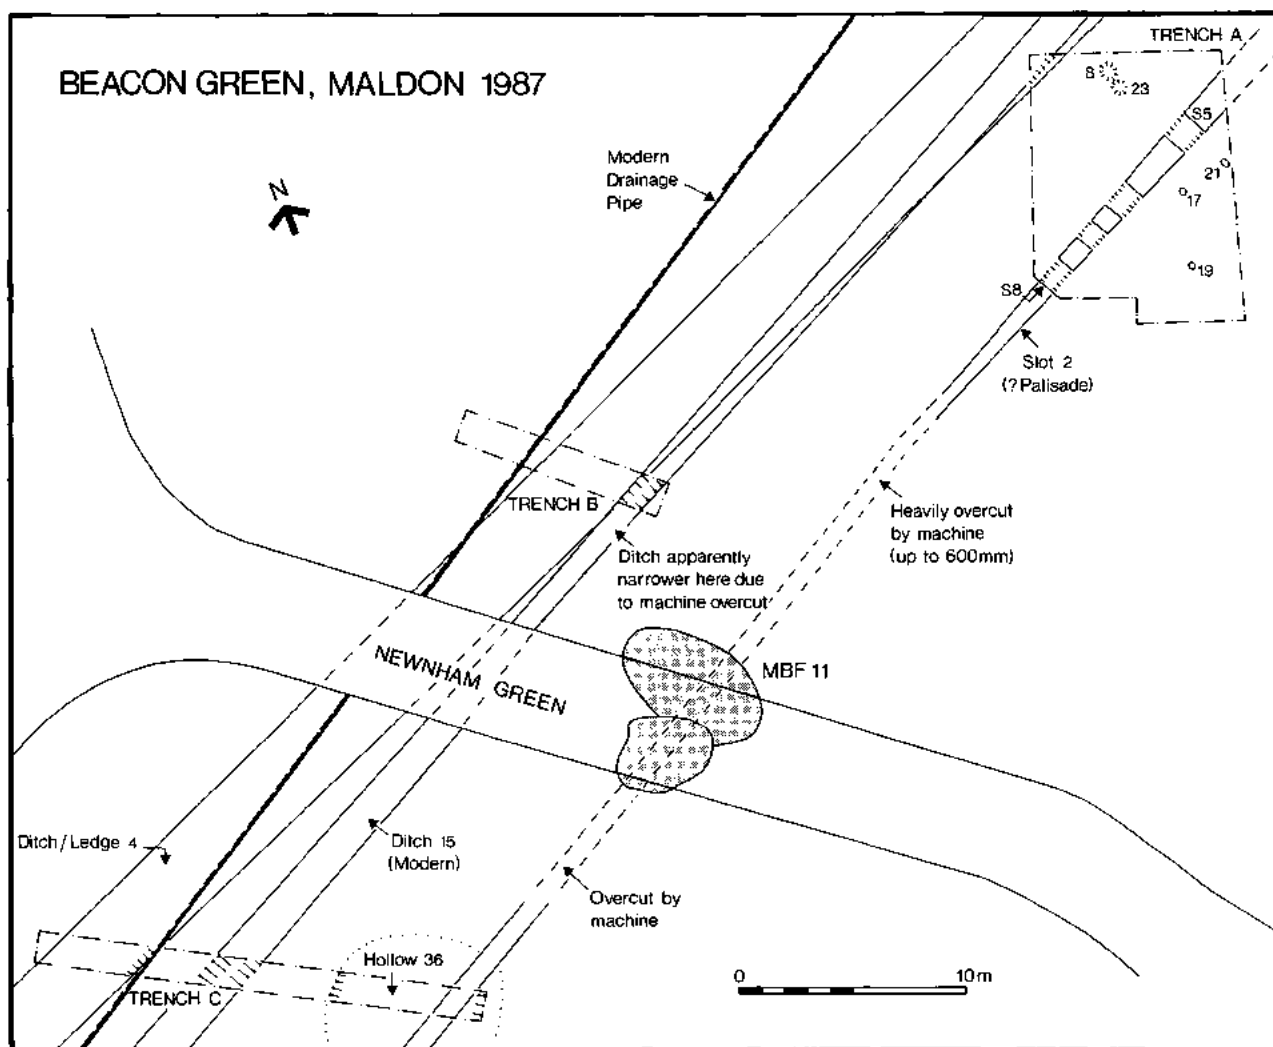 TRENCH A
BEACON GREEN, MALDON 1987
8
23
S5
Modern
Drainage
Pipe
21
17
N
19
S8
Slot 2
(?Palisade)
TRENCH B
Heavily overcut
by machine
(up to 600mm)
Ditch apparently
narrower here due
to machine overcut
NEWNHAM GREEN
MBF 11
Ditch/Ledge 4
Ditch 15
(Modern)
Overcut by
machine
Hollow 36
TRENCH C
0
10m